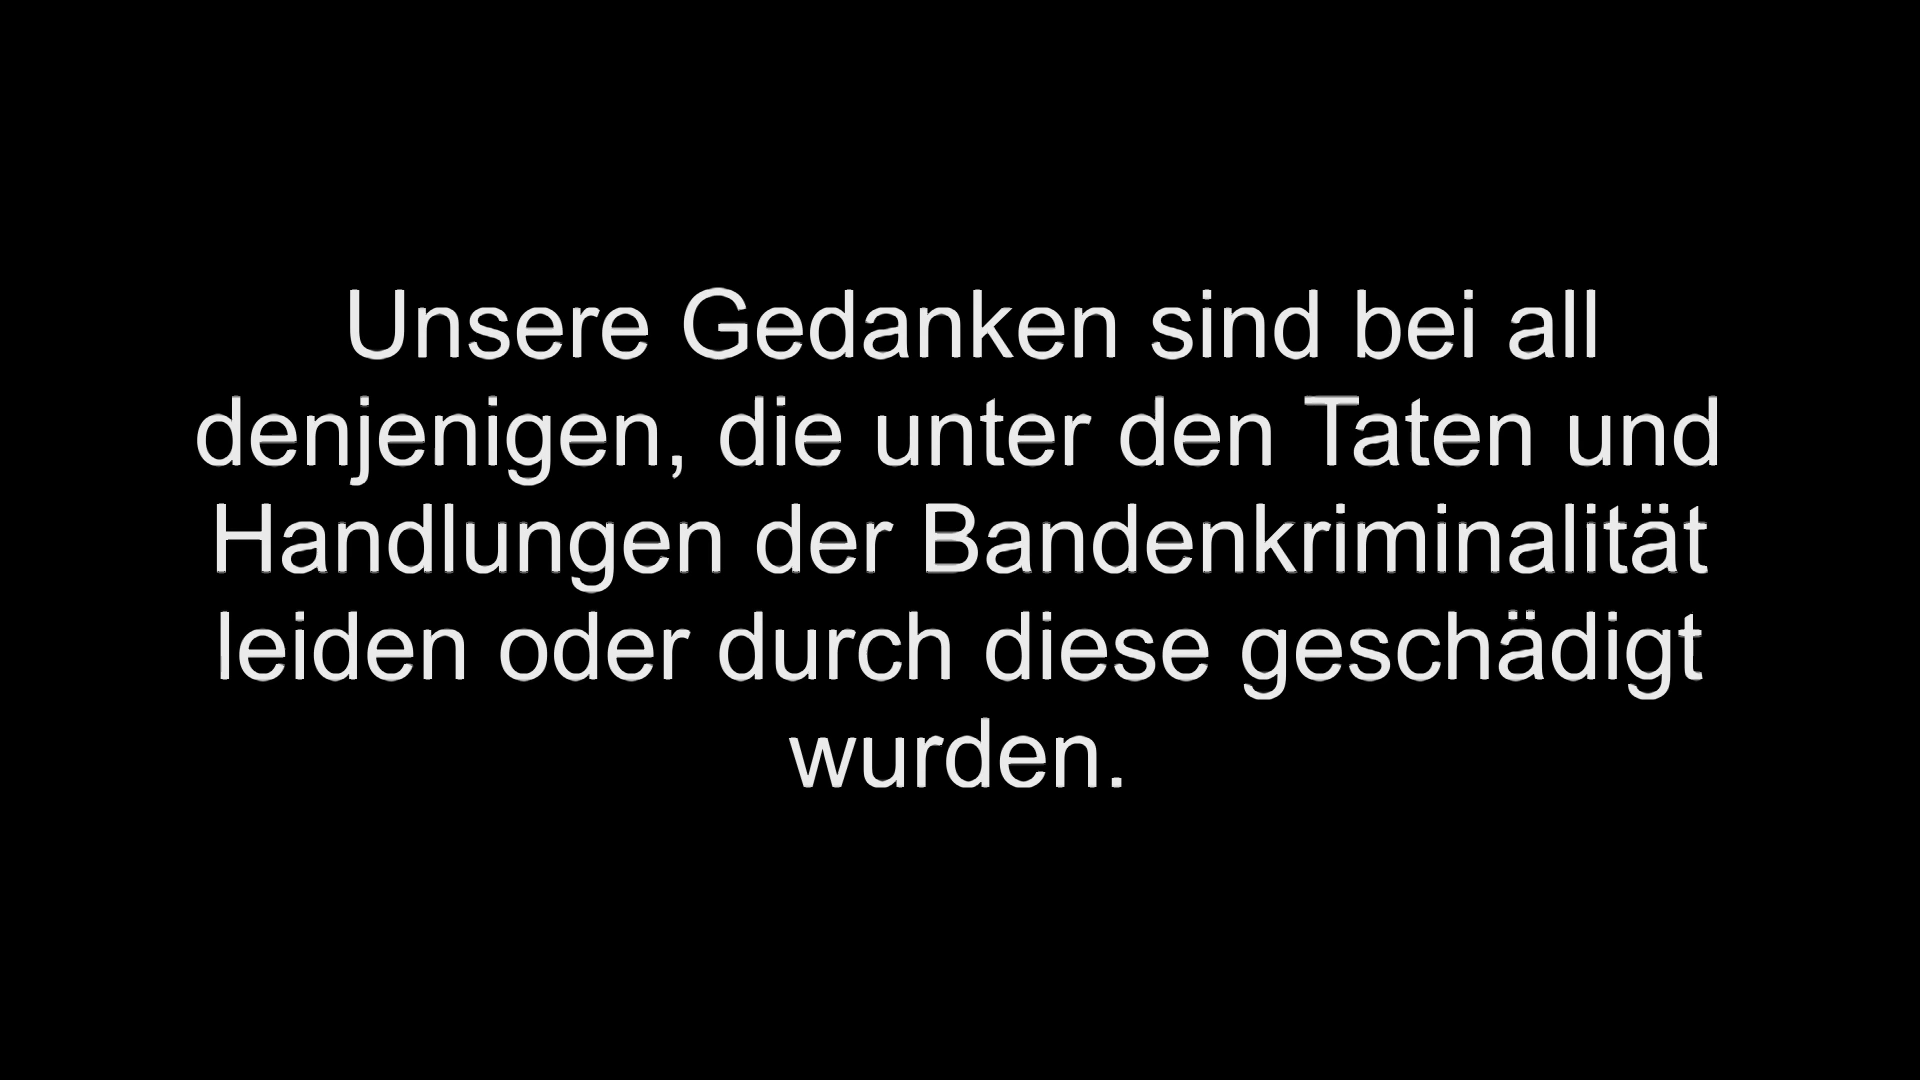 Unsere Gedanken sind bei all
denjenigen, die unter den Taten und
Handlungen der Bandenkriminalität
leiden oder durch diese geschädigt
wurden.